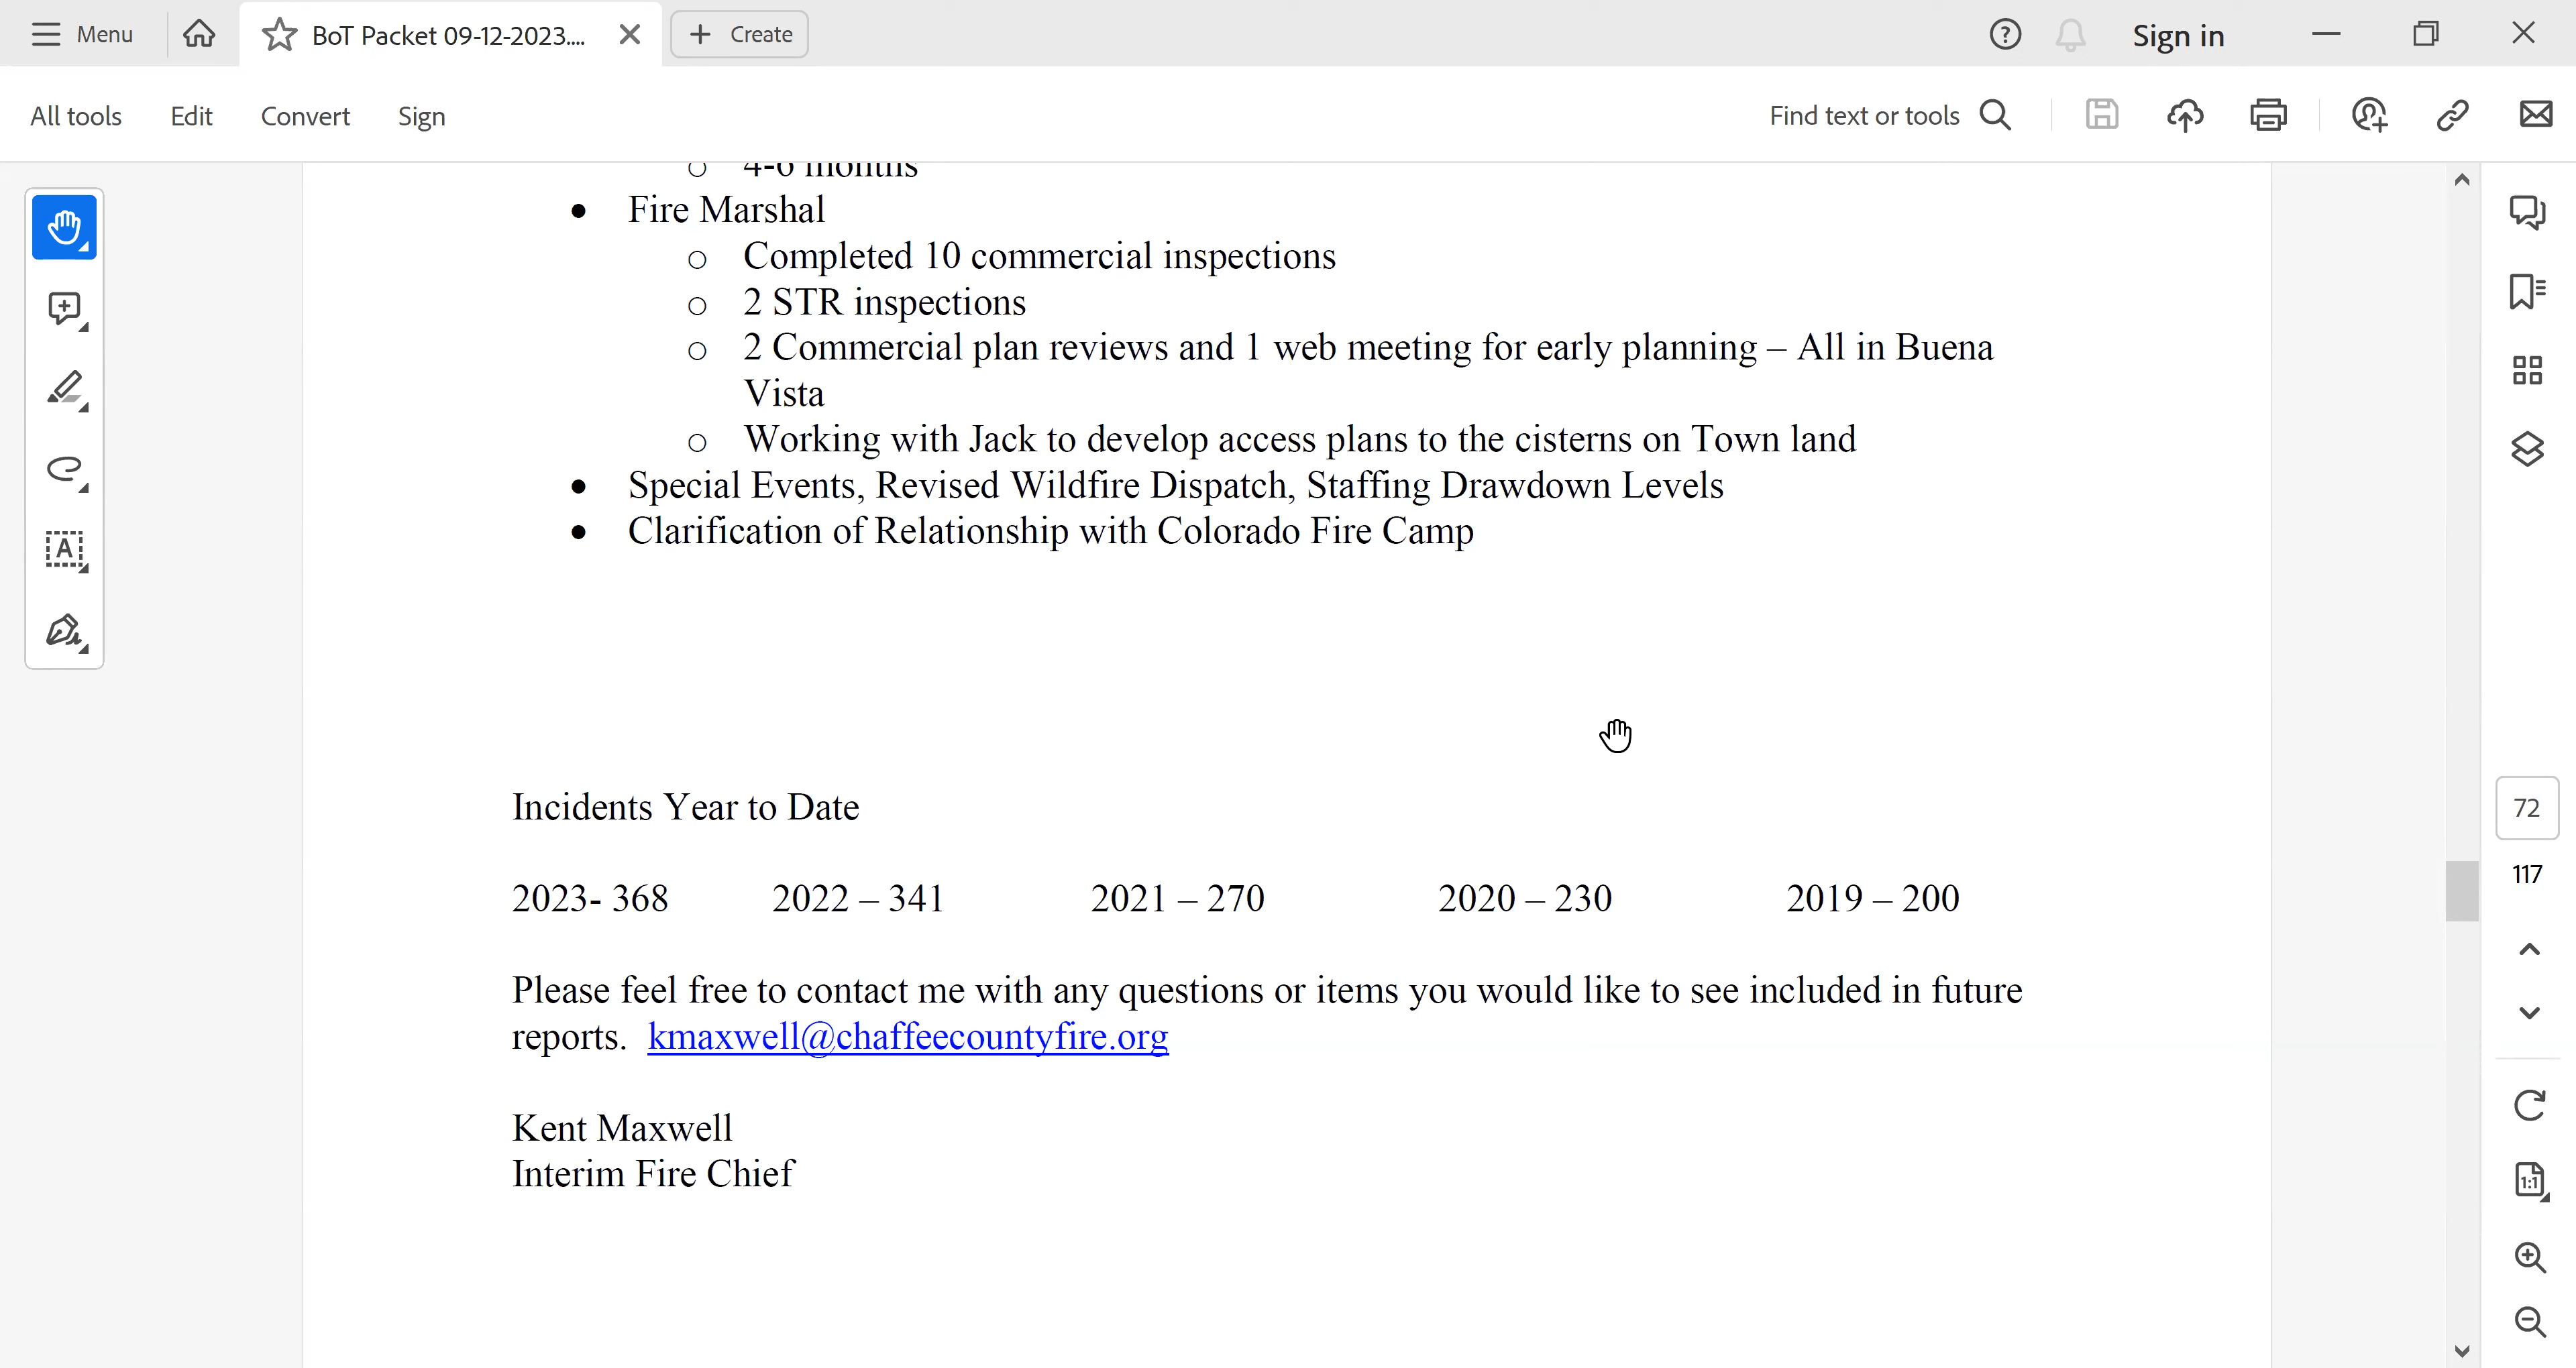 Menu
BoT Packet 09-12-2023....
Create
Sign in
All tools
Edit
Convert
Sign
Find text or tools
○ 4-6 months
• Fire Marshal
○ Completed 10 commercial inspections
○ 2 STR inspections
○ 2 Commercial plan reviews and 1 web meeting for early planning – All in Buena
Vista
○ Working with Jack to develop access plans to the cisterns on Town land
• Special Events, Revised Wildfire Dispatch, Staffing Drawdown Levels
• Clarification of Relationship with Colorado Fire Camp
Incidents Year to Date
2023- 368 2022 – 341 2021 – 270 2020 – 230 2019 – 200
Please feel free to contact me with any questions or items you would like to see included in future
reports. kmaxwell@chaffeecountyfire.org
Kent Maxwell
Interim Fire Chief
72
117
1:1